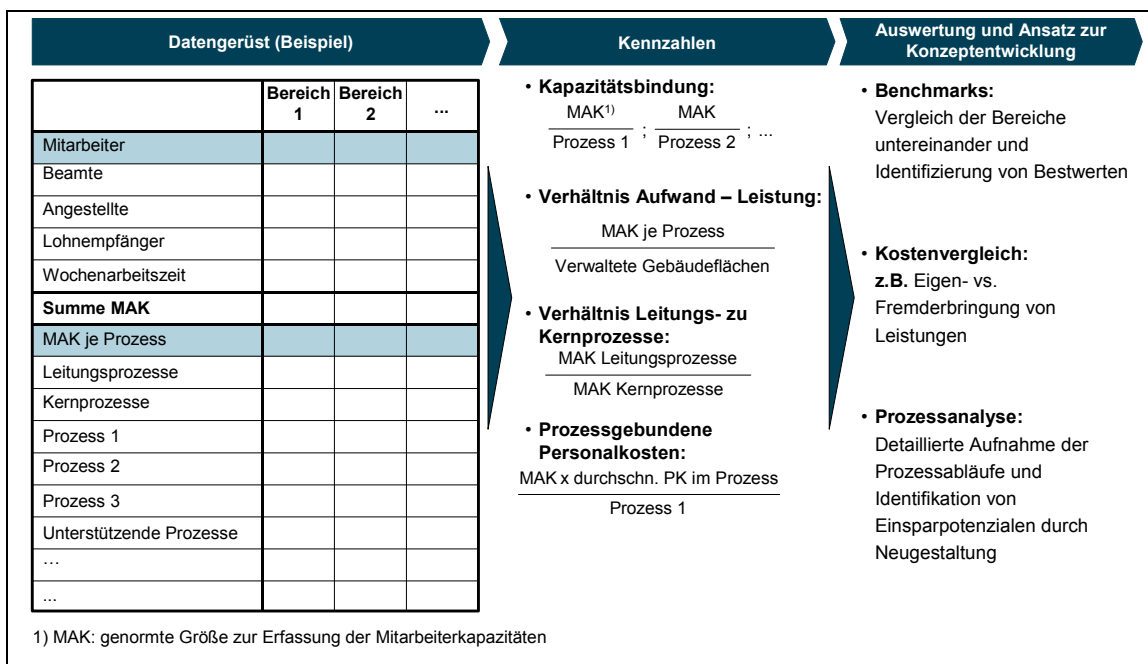 Datengerüst (Beispiel)
Bereich 1
Bereich 2
...
Mitarbeiter
Beamte
Angestellte
Lohnempfänger
Wochenarbeitszeit
Summe MAK
MAK je Prozess
Leitungsprozesse
Kernprozesse
Prozess 1
Prozess 2
Prozess 3
Unterstützende Prozesse
…
...
Kennzahlen
• Kapazitätsbindung:
MAK1) ; MAK ; ...
Prozess 1 Prozess 2
• Verhältnis Aufwand – Leistung:
MAK je Prozess
Verwaltete Gebäudeflächen
• Verhältnis Leitungs- zu
Kernprozesse:
MAK Leitungsprozesse
MAK Kernprozesse
• Prozessgebundene
Personalkosten:
MAK x durchschn. PK im Prozess
Prozess 1
Auswertung und Ansatz zur
Konzeptentwicklung
• Benchmarks:
Vergleich der Bereiche
untereinander und
Identifizierung von Bestwerten
• Kostenvergleich:
z.B. Eigen- vs.
Fremderbringung von
Leistungen
• Prozessanalyse:
Detaillierte Aufnahme der
Prozessabläufe und
Identifikation von
Einsparpotenzialen durch
Neugestaltung
1) MAK: genormte Größe zur Erfassung der Mitarbeiterkapazitäten